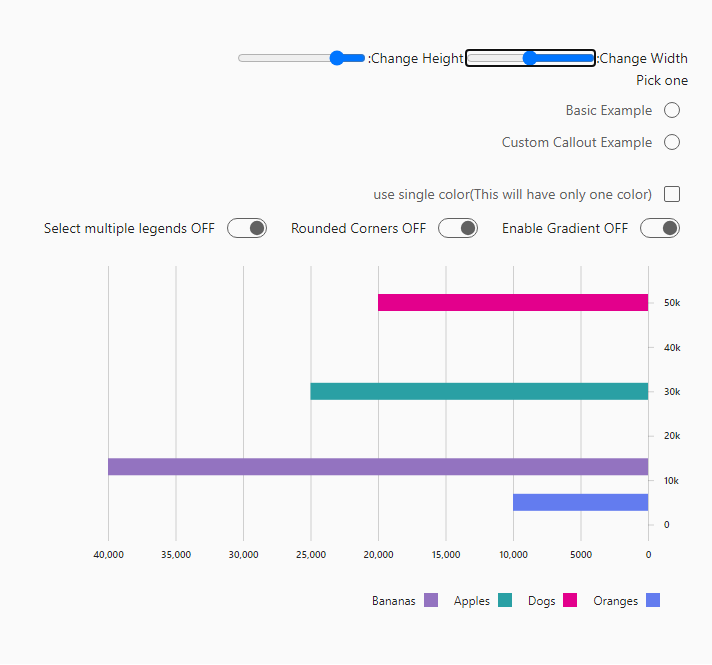 Change Width:
Change Height:
Pick one
Basic Example
Custom Callout Example
use single color(This will have only one color)
Enable Gradient OFF
Rounded Corners OFF
Select multiple legends OFF
50k
40k
30k
20k
10k
0
40,000 35,000 30,000 25,000 20,000 15,000 10,000 5000 0
Bananas Apples Dogs Oranges